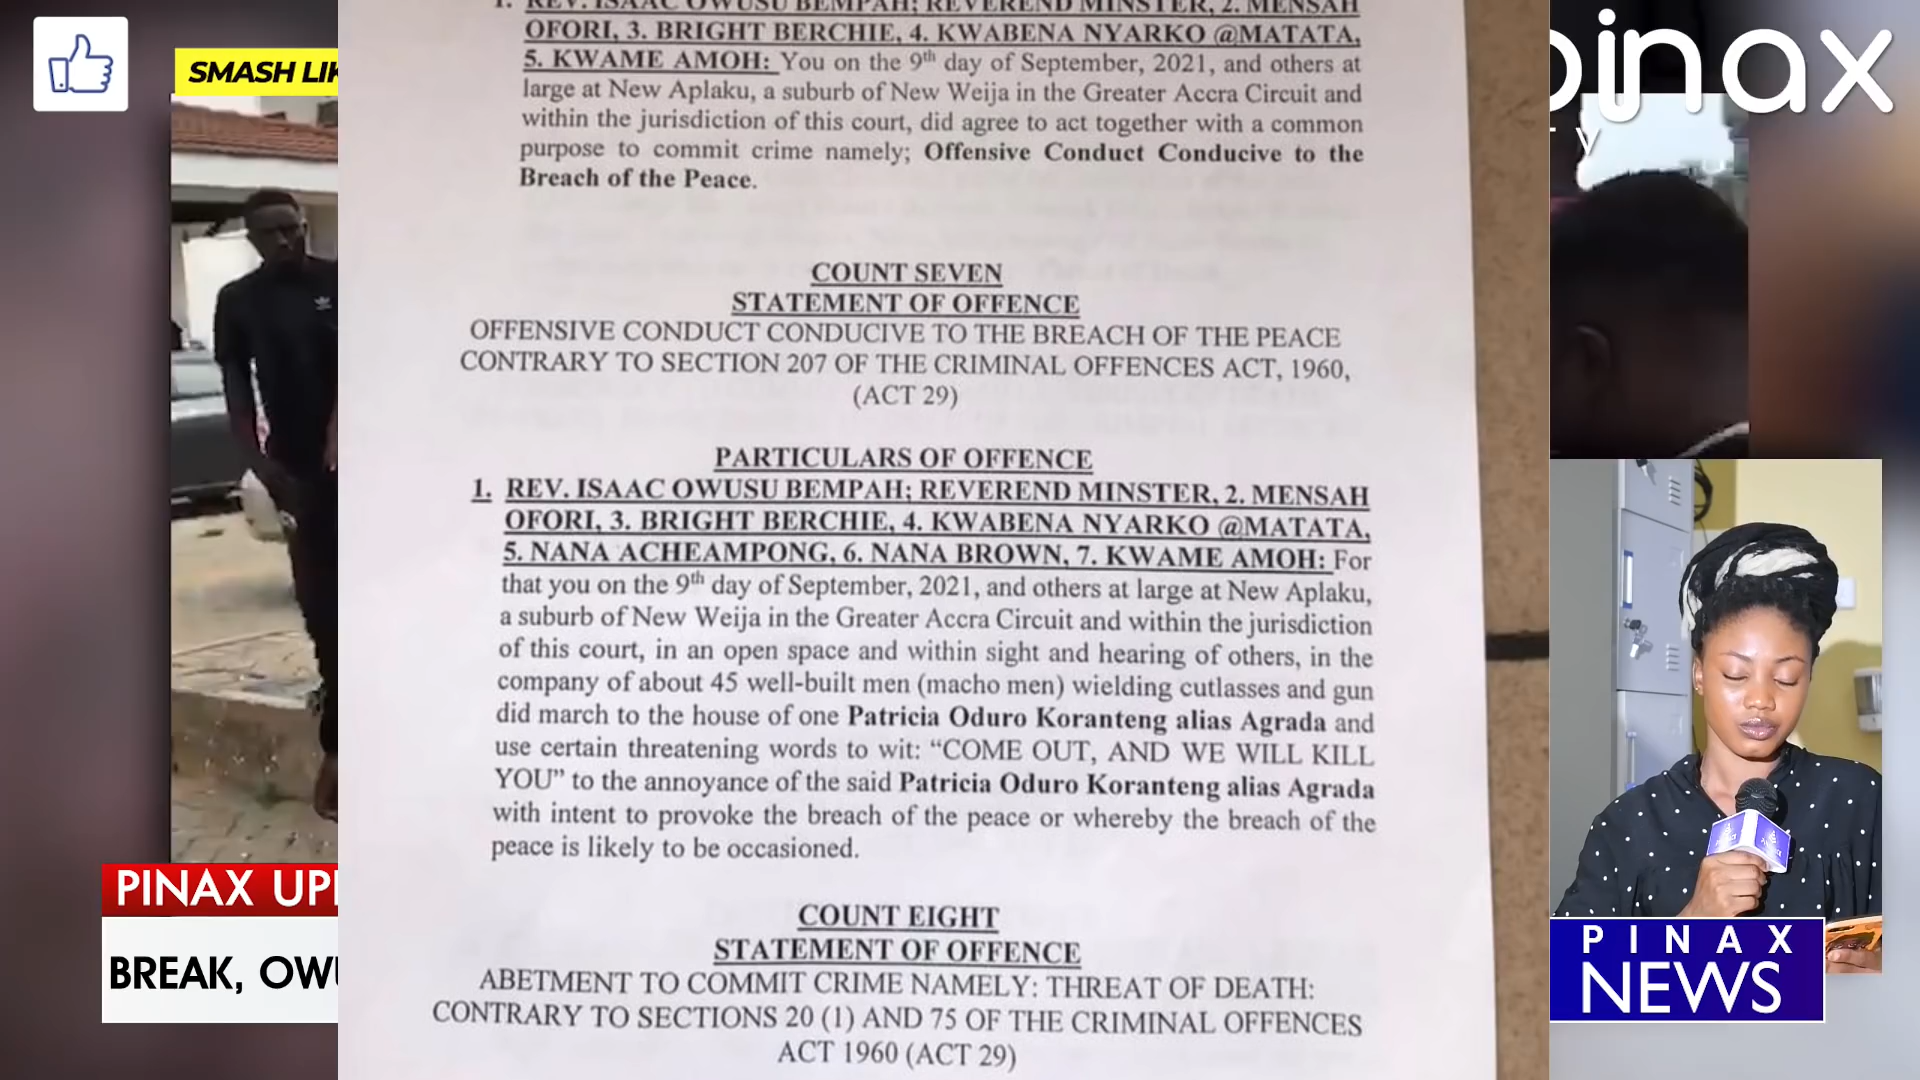 SMASH LIK
1. REV. ISAAC OWUSU BEMPAH; REVEREND MINSTER, 2. MENSAH
OFORI, 3. BRIGHT BERCHIE, 4. KWABENA NYARKO @MATATA,
5. KWAME AMOH: You on the 9th day of September, 2021, and others at
large at New Aplaku, a suburb of New Weija in the Greater Accra Circuit and
within the jurisdiction of this court, did agree to act together with a common
purpose to commit crime namely; Offensive Conduct Conducive to the
Breach of the Peace.
COUNT SEVEN
STATEMENT OF OFFENCE
OFFENSIVE CONDUCT CONDUCIVE TO THE BREACH OF THE PEACE
CONTRARY TO SECTION 207 OF THE CRIMINAL OFFENCES ACT, 1960,
(ACT 29)
PARTICULARS OF OFFENCE
1. REV. ISAAC OWUSU BEMPAH; REVEREND MINSTER, 2. MENSAH
OFORI, 3. BRIGHT BERCHIE, 4. KWABENA NYARKO @MATATA,
5. NANA ACHEAMPONG, 6. NANA BROWN, 7. KWAME AMOH: For
that you on the 9th day of September, 2021, and others at large at New Aplaku,
a suburb of New Weija in the Greater Accra Circuit and within the jurisdiction
of this court, in an open space and within sight and hearing of others, in the
company of about 45 well-built men (macho men) wielding cutlasses and gun
did march to the house of one Patricia Oduro Koranteng alias Agrada and
use certain threatening words to wit: “COME OUT, AND WE WILL KILL
YOU” to the annoyance of the said Patricia Oduro Koranteng alias Agrada
with intent to provoke the breach of the peace or whereby the breach of the
peace is likely to be occasioned.
COUNT EIGHT
STATEMENT OF OFFENCE
ABETMENT TO COMMIT CRIME NAMELY: THREAT OF DEATH:
CONTRARY TO SECTIONS 20 (1) AND 75 OF THE CRIMINAL OFFENCES
ACT 1960 (ACT 29)
pinax
TV
PINAX UPD
BREAK, OWU
PINAX
NEWS